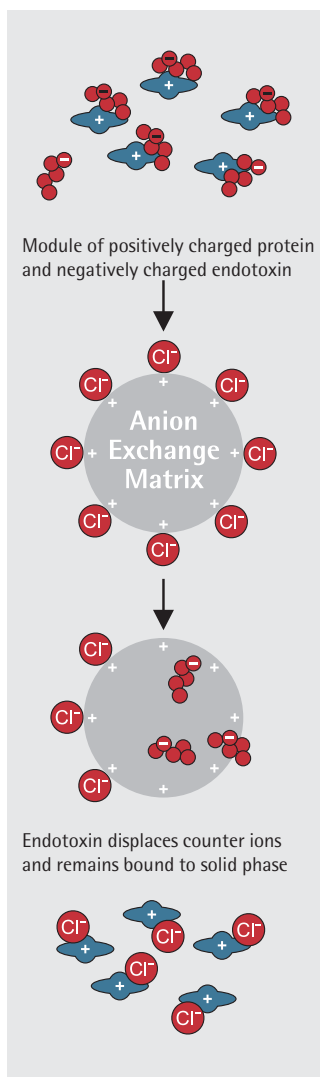 Module of positively charged protein
and negatively charged endotoxin
Cl⁻
Cl⁻ Cl⁻
Anion
Cl⁻ Exchange Cl⁻
Matrix
Cl⁻ Cl⁻
Cl⁻
Cl⁻
Cl⁻
Cl⁻
Endotoxin displaces counter ions
and remains bound to solid phase
Cl⁻ Cl⁻ Cl⁻
Cl⁻
Cl⁻